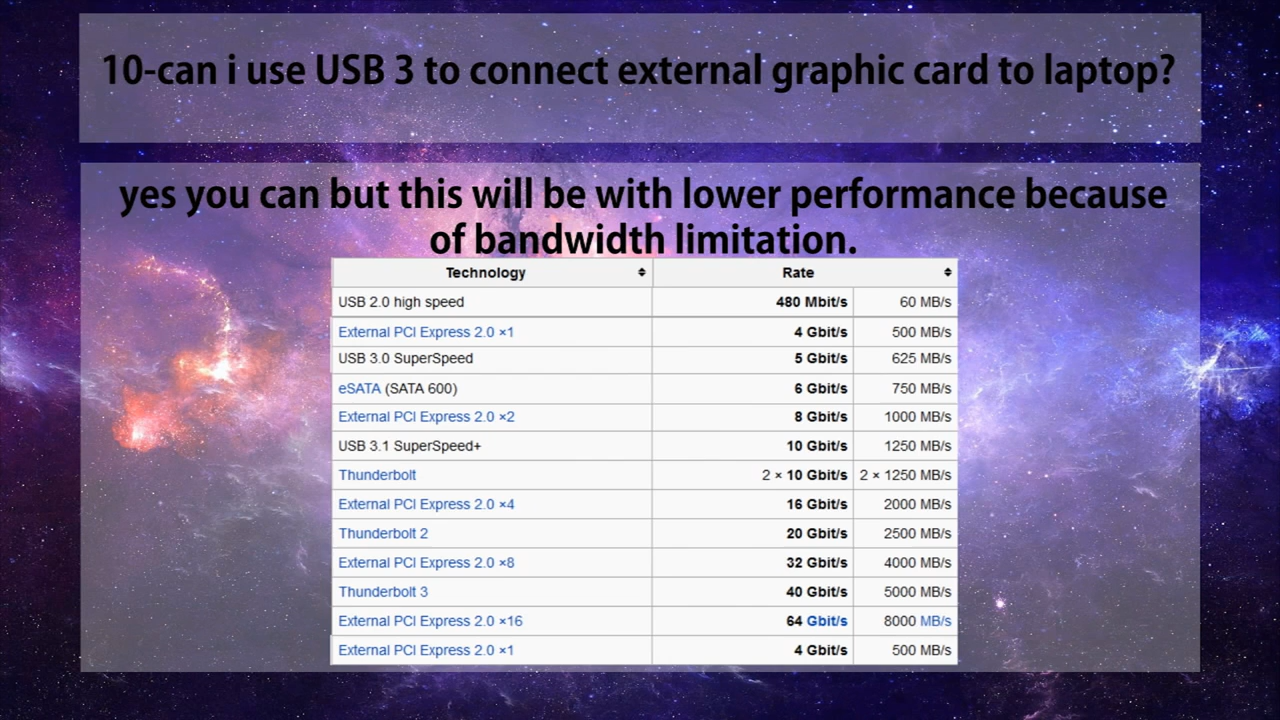 10-can i use USB 3 to connect external graphic card to laptop?
yes you can but this will be with lower performance because
of bandwidth limitation.
Technology Rate
USB 2.0 high speed 480 Mbit/s 60 MB/s
External PCI Express 2.0 ×1 4 Gbit/s 500 MB/s
USB 3.0 SuperSpeed 5 Gbit/s 625 MB/s
eSATA (SATA 600) 6 Gbit/s 750 MB/s
External PCI Express 2.0 ×2 8 Gbit/s 1000 MB/s
USB 3.1 SuperSpeed+ 10 Gbit/s 1250 MB/s
Thunderbolt 2 × 10 Gbit/s 2 × 1250 MB/s
External PCI Express 2.0 ×4 16 Gbit/s 2000 MB/s
Thunderbolt 2 20 Gbit/s 2500 MB/s
External PCI Express 2.0 ×8 32 Gbit/s 4000 MB/s
Thunderbolt 3 40 Gbit/s 5000 MB/s
External PCI Express 2.0 ×16 64 Gbit/s 8000 MB/s
External PCI Express 2.0 ×1 4 Gbit/s 500 MB/s